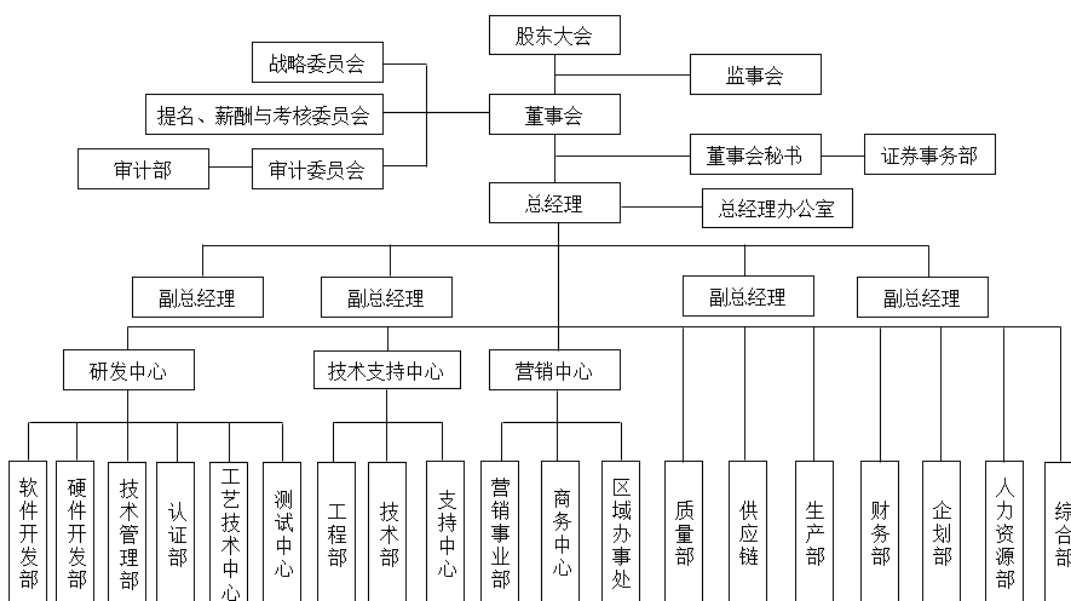 股东大会
战略委员会
监事会
提名、薪酬与考核委员会
董事会
审计部
审计委员会
董事会秘书
证券事务部
总经理
总经理办公室
副总经理
副总经理
副总经理
副总经理
研发中心
技术支持中心
营销中心
软件开发部
硬件开发部
技术管理部
认证部
工艺技术中心
测试中心
工程部
技术部
支持中心
营销事业部
商务中心
区域办事处
质量部
供应链
生产部
财务部
企划部
人力资源部
综合部